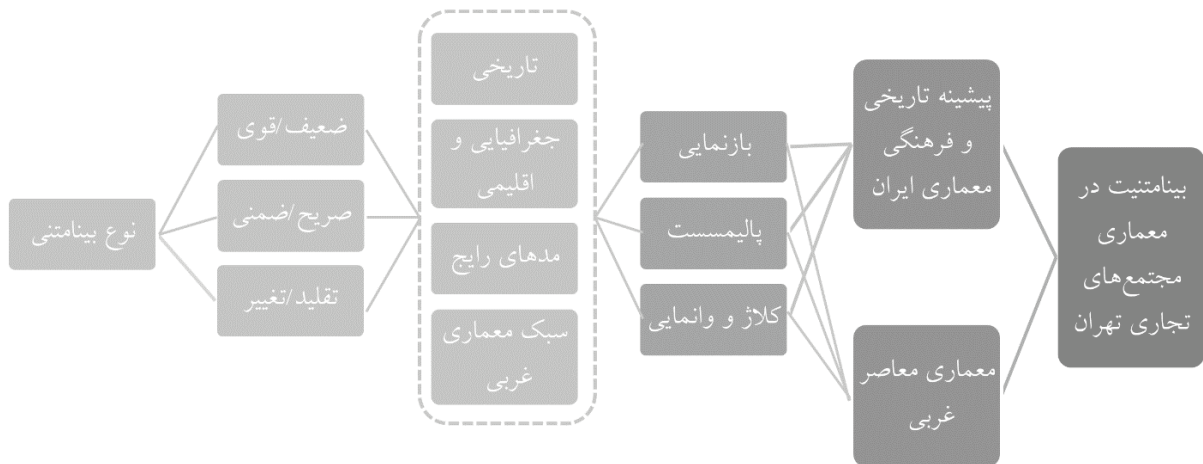 بینامتنیت در
معماری
مجتمع‌های
تجاری تهران
پیشینه تاریخی
و فرهنگی
معماری ایران
معماری معاصر
غربی
بازنمایی
پالیمسست
کلاژ و وانمایی
تاریخی
جغرافیایی و
اقلیمی
مدهای رایج
سبک معماری
غربی
ضعیف/قوی
صریح/ضمنی
تقلید/تغییر
نوع بینامتنی